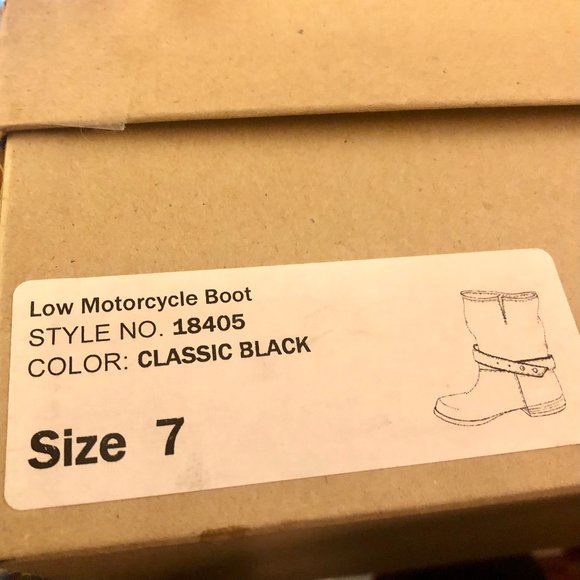 Low Motorcycle Boot
STYLE NO. 18405
COLOR: CLASSIC BLACK
Size 7